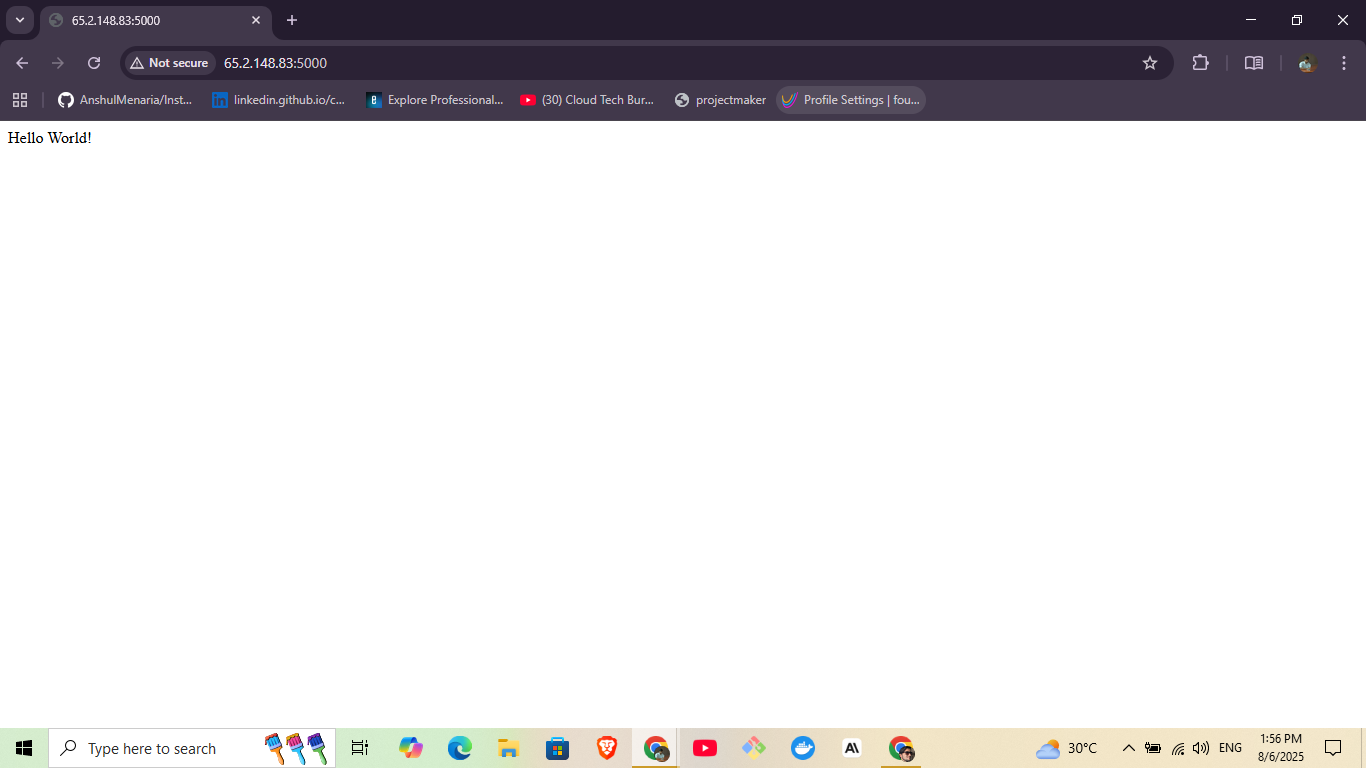 65.2.148.83:5000
Not secure
65.2.148.83:5000
AnshulMenaria/Inst...
linkedin.github.io/c...
Explore Professional...
(30) Cloud Tech Bur...
projectmaker
Profile Settings | fou...
Hello World!
Type here to search
30°C
ENG
1:56 PM
8/6/2025